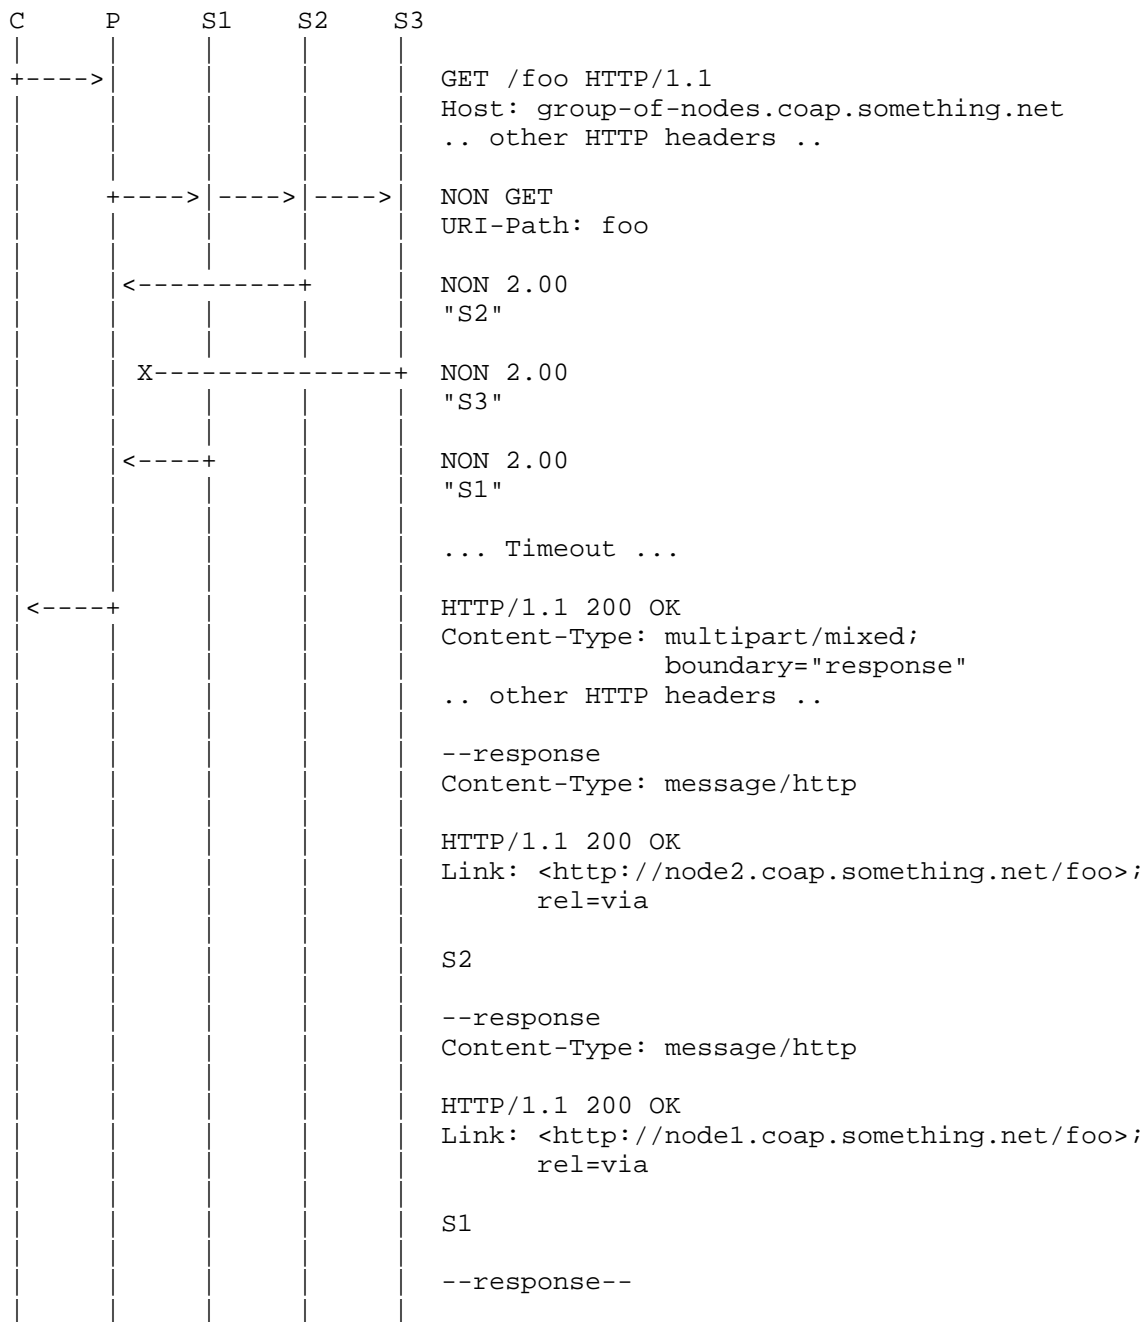 C P S1 S2 S3
GET /foo HTTP/1.1
Host: group-of-nodes.coap.something.net
.. other HTTP headers ..
NON GET
URI-Path: foo
NON 2.00
"S2"
X NON 2.00
"S3"
NON 2.00
"S1"
... Timeout ...
HTTP/1.1 200 OK
Content-Type: multipart/mixed;
boundary="response"
.. other HTTP headers ..
--response
Content-Type: message/http
HTTP/1.1 200 OK
Link: <http://node2.coap.something.net/foo>;
rel=via
S2
--response
Content-Type: message/http
HTTP/1.1 200 OK
Link: <http://node1.coap.something.net/foo>;
rel=via
S1
--response--